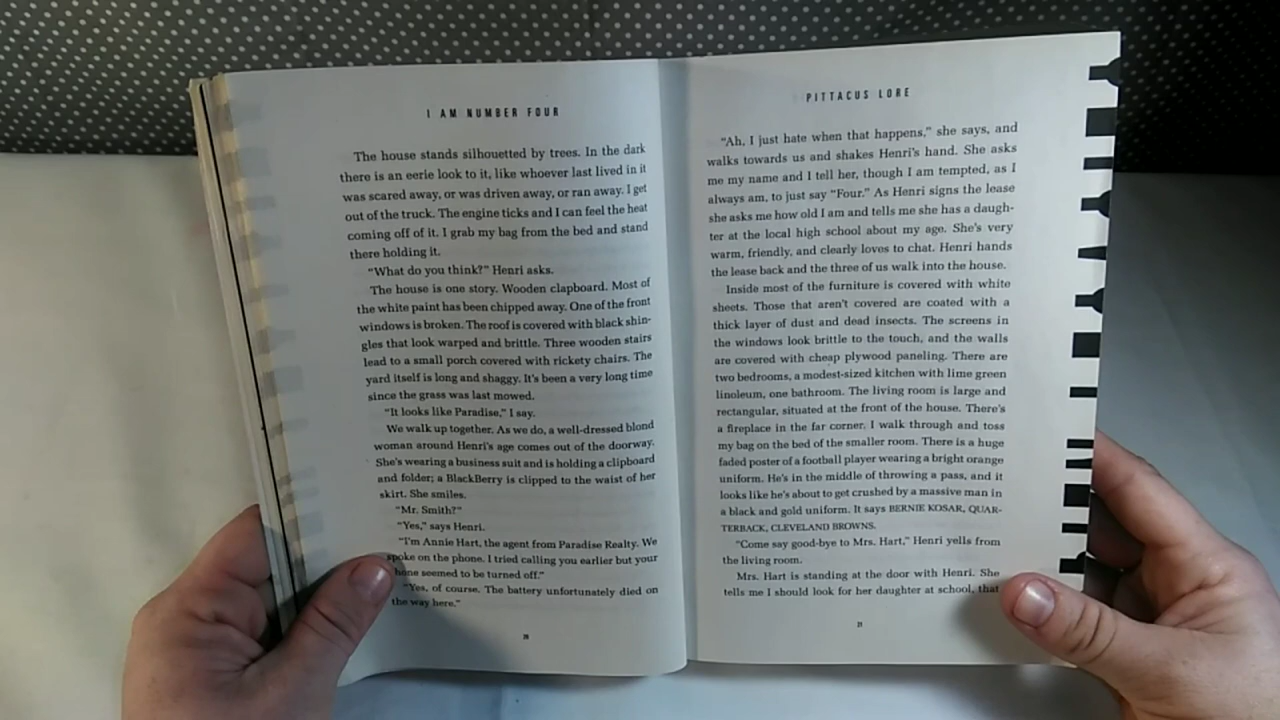 I AM NUMBER FOUR
The house stands silhouetted by trees. In the dark
there is an eerie look to it, like whoever last lived in it
was scared away, or was driven away, or ran away. I get
out of the truck. The engine ticks and I can feel the heat
coming off of it. I grab my bag from the bed and stand
there holding it.
“What do you think?” Henri asks.
The house is one story. Wooden clapboard. Most of
the white paint has been chipped away. One of the front
windows is broken. The roof is covered with black shin-
gles that look warped and brittle. Three wooden stairs
lead to a small porch covered with rickety chairs. The
yard itself is long and shaggy. It’s been a very long time
since the grass was last mowed.
“It looks like Paradise,” I say.
We walk up together. As we do, a well-dressed blond
woman around Henri’s age comes out of the doorway.
She’s wearing a business suit and is holding a clipboard
and folder; a BlackBerry is clipped to the waist of her
skirt. She smiles.
“Mr. Smith?”
“Yes,” says Henri.
“I’m Annie Hart, the agent from Paradise Realty. We
spoke on the phone. I tried calling you earlier but your
hone seemed to be turned off.”
“Yes, of course. The battery unfortunately died on
the way here.”
20
PITTACUS LORE
“Ah, I just hate when that happens,” she says, and
walks towards us and shakes Henri’s hand. She asks
me my name and I tell her, though I am tempted, as I
always am, to just say “Four.” As Henri signs the lease
she asks me how old I am and tells me she has a daugh-
ter at the local high school about my age. She’s very
warm, friendly, and clearly loves to chat. Henri hands
the lease back and the three of us walk into the house.
Inside most of the furniture is covered with white
sheets. Those that aren’t covered are coated with a
thick layer of dust and dead insects. The screens in
the windows look brittle to the touch, and the walls
are covered with cheap plywood paneling. There are
two bedrooms, a modest-sized kitchen with lime green
linoleum, one bathroom. The living room is large and
rectangular, situated at the front of the house. There’s
a fireplace in the far corner. I walk through and toss
my bag on the bed of the smaller room. There is a huge
faded poster of a football player wearing a bright orange
uniform. He’s in the middle of throwing a pass, and it
looks like he’s about to get crushed by a massive man in
a black and gold uniform. It says BERNIE KOSAR, QUAR-
TERBACK, CLEVELAND BROWNS.
“Come say good-bye to Mrs. Hart,” Henri yells from
the living room.
Mrs. Hart is standing at the door with Henri. She
tells me I should look for her daughter at school, that
21